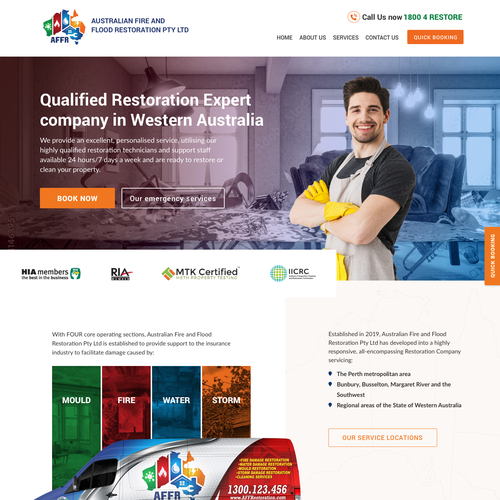 AFFR
AUSTRALIAN FIRE AND
FLOOD RESTORATION PTY LTD
Call Us now 1800 4 RESTORE
HOME ABOUT US SERVICES CONTACT US QUICK BOOKING
Qualified Restoration Expert
company in Western Australia
We provide an excellent, personalised service, utilising our
highly qualified restoration technicians and support staff
available 24 hours/7 days a week and are ready to restore or
clean your property.
BOOK NOW
Our emergency services
QUICK BOOKING
HIA members
the best in the business
RIA
MTK Certified
METH PROPERTY TESTING
IICRC
With FOUR core operating sections, Australian Fire and Flood
Restoration Pty Ltd is established to provide support to the insurance
industry to facilitate damage caused by:
MOULD FIRE WATER STORM
AFFR
•FIRE DAMAGE RESTORATION
•WATER DAMAGE RESTORATION
•MOULD DAMAGE RESTORATION
•STORM DAMAGE RESTORATION
•CLEANING SERVICES
1300.123.456
www.AFFRestoration.com
Established in 2019, Australian Fire and Flood
Restoration Pty Ltd has developed into a highly
responsive, all-encompassing Restoration Company
servicing:
The Perth metropolitan area
Bunbury, Busselton, Margaret River and the
Southwest
Regional areas of the State of Western Australia
OUR SERVICE LOCATIONS